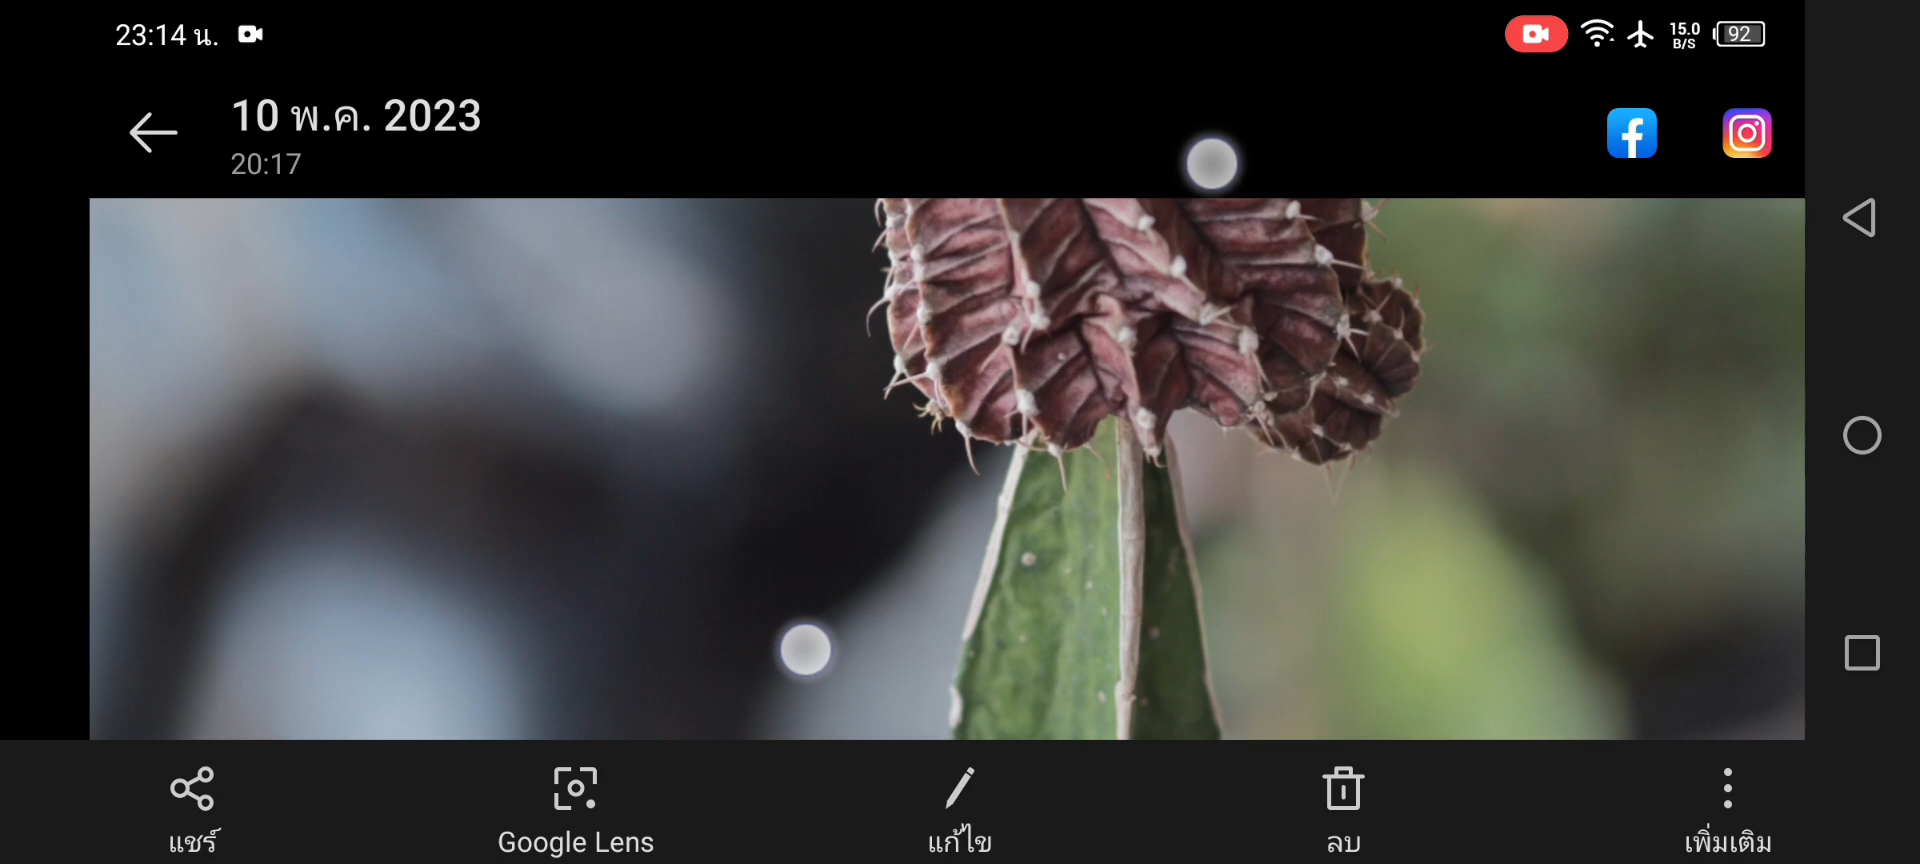 23:14 น.
15.0
B/S
92
10 พ.ค. 2023
20:17
แชร์
Google Lens
แก้ไข
ลบ
เพิ่มเติม